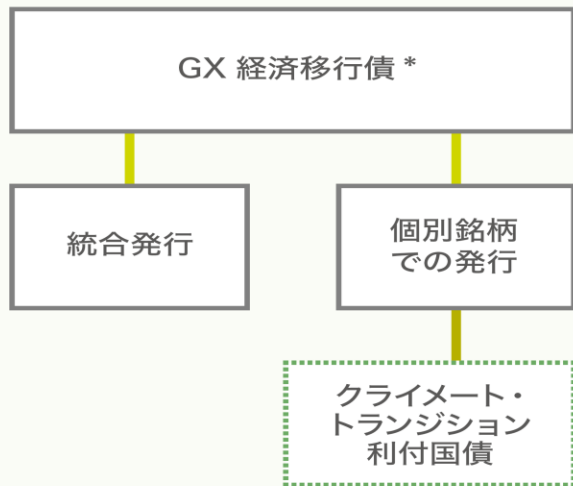 GX 経済移行債 *
統合発行
個別銘柄
での発行
クライメート・
トランジション
利付国債